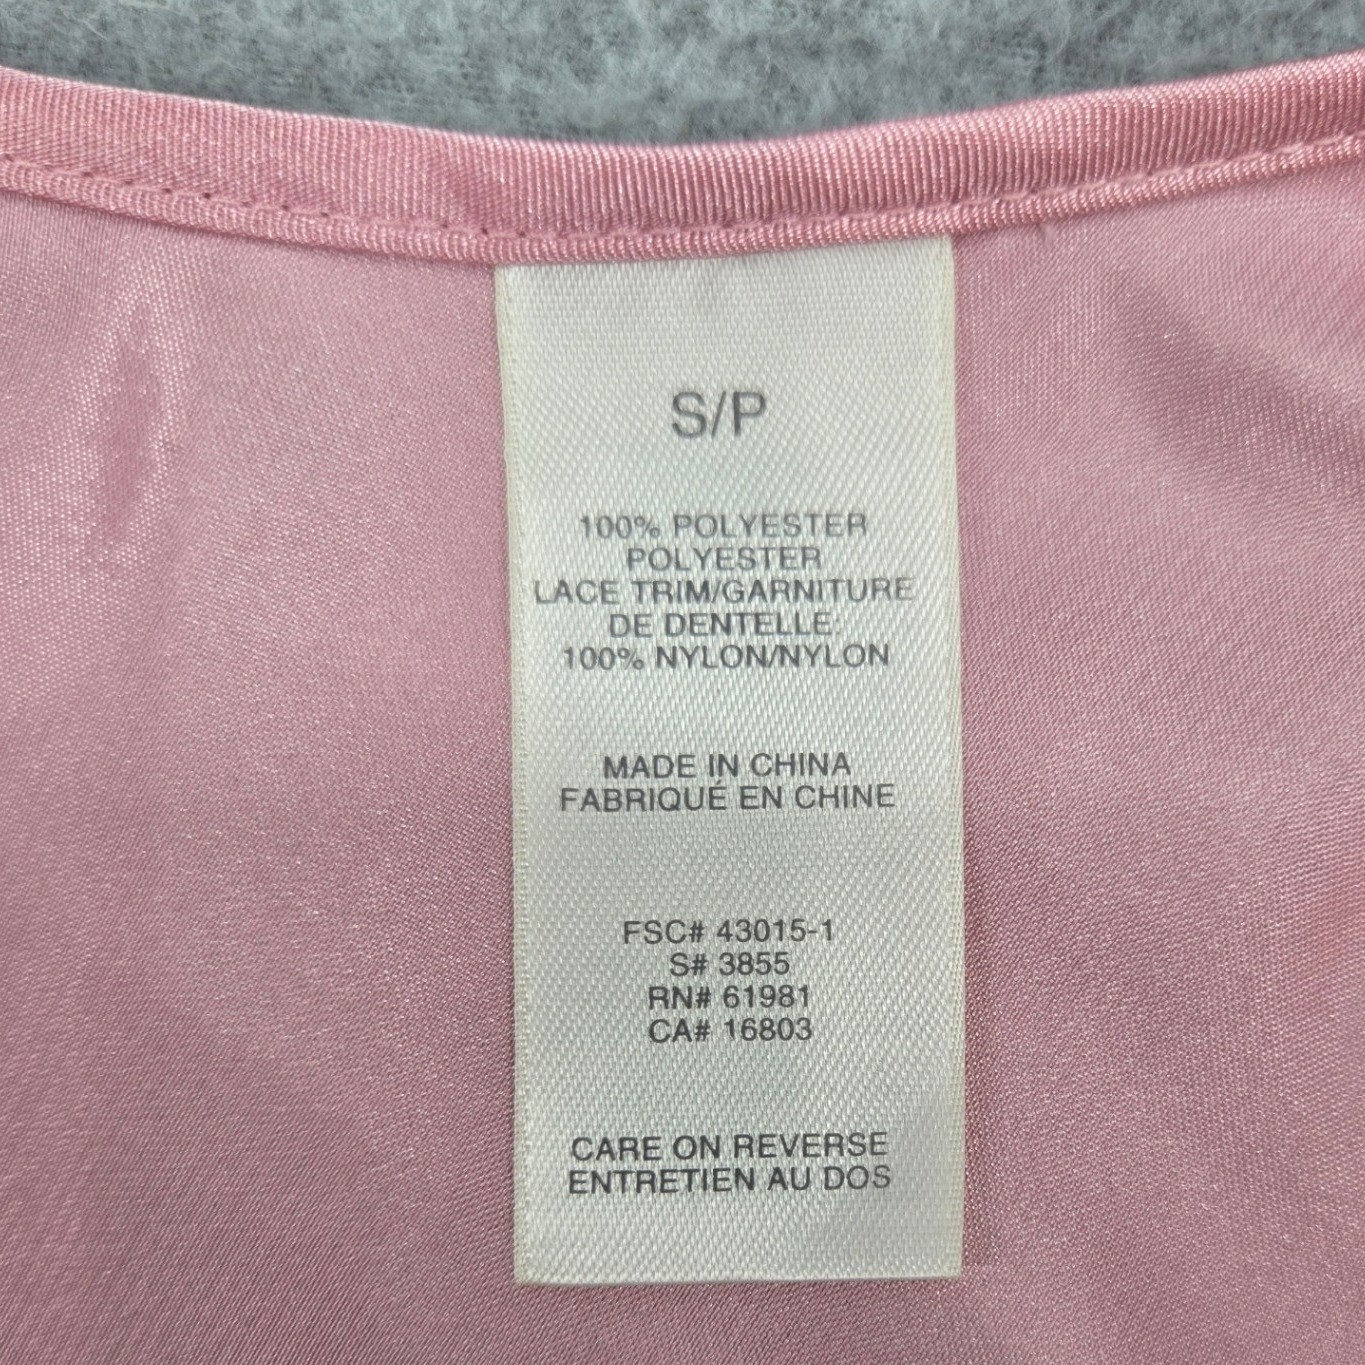 S/P
100% POLYESTER
POLYESTER
LACE TRIM/GARNITURE
DE DENTELLE:
100% NYLON/NYLON
MADE IN CHINA
FABRIQUÉ EN CHINE
FSC# 43015-1
S# 3855
RN# 61981
CA# 16803
CARE ON REVERSE
ENTRETIEN AU DOS